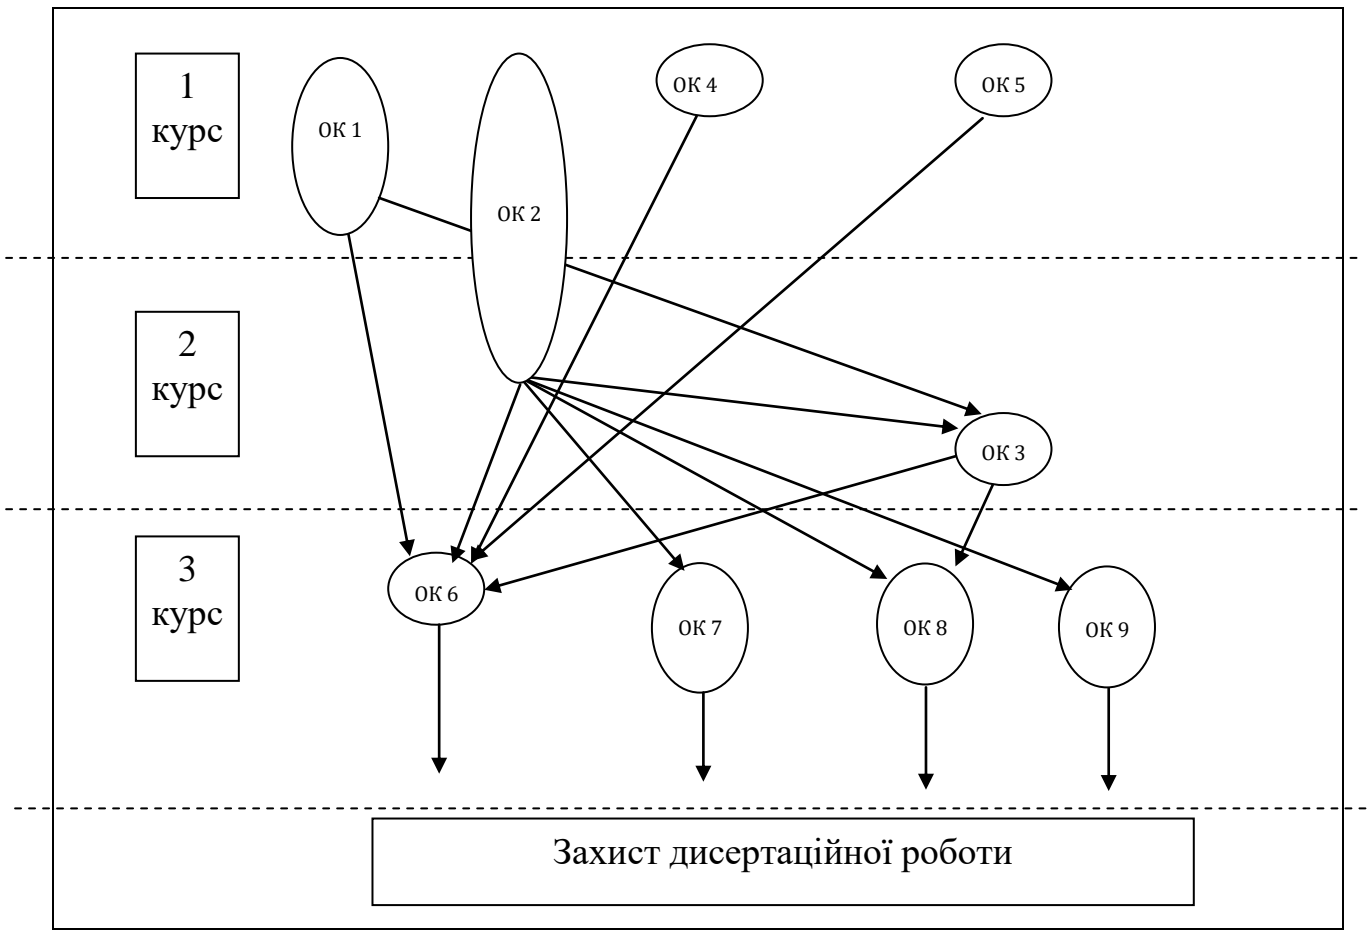 1
курс
ОК 1
ОК 2
ОК 4
ОК 5
2
курс
ОК 3
3
курс
ОК 6
ОК 7
ОК 8
ОК 9
Захист дисертаційної роботи